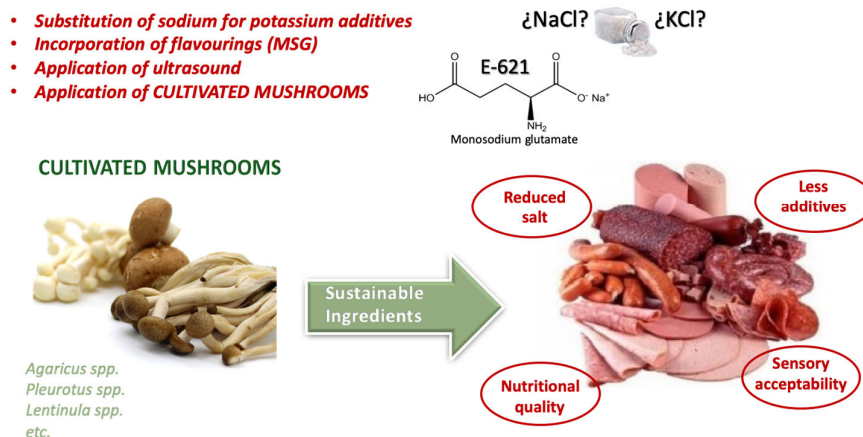 • Substitution of sodium for potassium additives
• Incorporation of flavourings (MSG)
• Application of ultrasound
• Application of CULTIVATED MUSHROOMS
¿NaCl? ¿KCl?
E-621
O O
HO O⁻ Na⁺
NH₂
Monosodium glutamate
CULTIVATED MUSHROOMS
Reduced
salt
Less
additives
Sustainable
Ingredients
Agaricus spp.
Pleurotus spp.
Lentinula spp.
etc.
Nutritional
quality
Sensory
acceptability